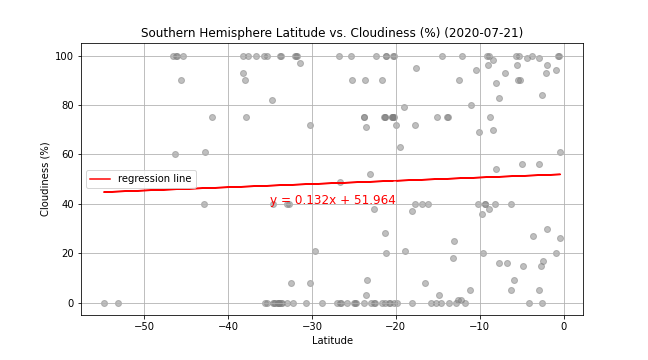 Southern Hemisphere Latitude vs. Cloudiness (%) (2020-07-21)
100
80
60
40
20
0
Cloudiness (%)
regression line
y = 0.132x + 51.964
−50
−40
−30
−20
−10
0
Latitude